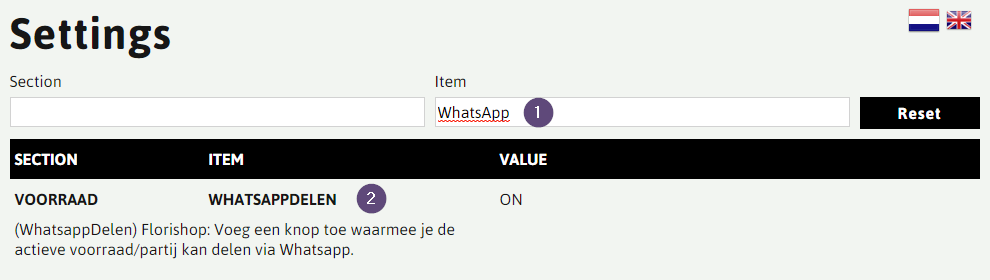 Settings
Section Item
WhatsApp 1 Reset
SECTION ITEM VALUE
VOORRAAD WHATSAPPDELEN 2 ON
(WhatsappDelen) Florishop: Voeg een knop toe waarmee je de
actieve voorraad/partij kan delen via Whatsapp.